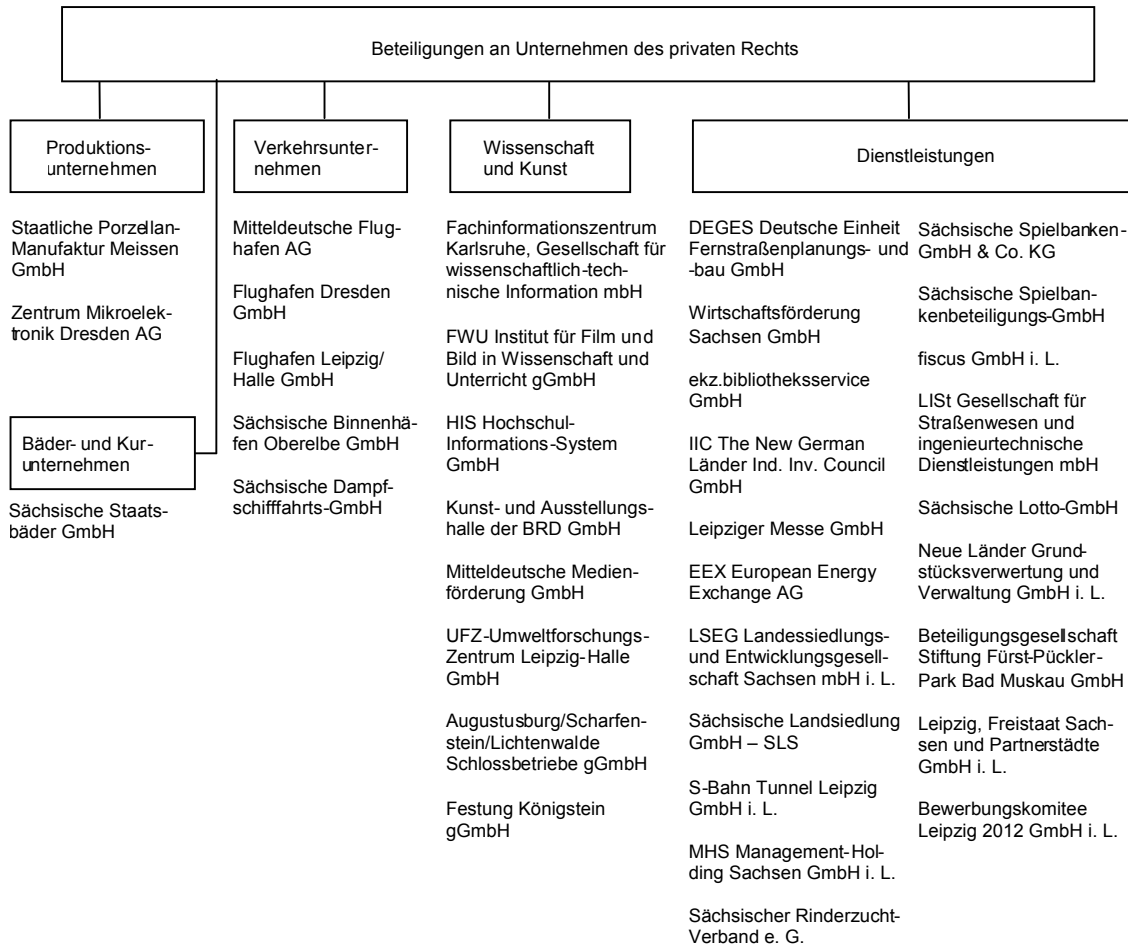 Beteiligungen an Unternehmen des privaten Rechts
Produktions-
unternehmen
Staatliche Porzellan-
Manufaktur Meissen
GmbH
Zentrum Mikroelek-
tronik Dresden AG
Bäder- und Kur-
unternehmen
Sächsische Staats-
bäder GmbH
Verkehrsunter-
nehmen
Mitteldeutsche Flug-
hafen AG
Flughafen Dresden
GmbH
Flughafen Leipzig/
Halle GmbH
Sächsische Binnenhä-
fen Oberelbe GmbH
Sächsische Dampf-
schifffahrts-GmbH
Wissenschaft
und Kunst
Fachinformationszentrum
Karlsruhe, Gesellschaft für
wissenschaftlich-tech-
nische Information mbH
FWU Institut für Film und
Bild in Wissenschaft und
Unterricht gGmbH
HIS Hochschul-
Informations-System
GmbH
Kunst- und Ausstellungs-
halle der BRD GmbH
Mitteldeutsche Medien-
förderung GmbH
UFZ-Umweltforschungs-
Zentrum Leipzig-Halle
GmbH
Augustusburg/Scharfen-
stein/Lichtenwalde
Schlossbetriebe gGmbH
Festung Königstein
gGmbH
Dienstleistungen
DEGES Deutsche Einheit
Fernstraßenplanungs- und
-bau GmbH
Wirtschaftsförderung
Sachsen GmbH
ekz.bibliotheksservice
GmbH
IIC The New German
Länder Ind. Inv. Council
GmbH
Leipziger Messe GmbH
EEX European Energy
Exchange AG
LSEG Landessiedlungs-
und Entwicklungsgesell-
schaft Sachsen mbH i. L.
Sächsische Landsiedlung
GmbH – SLS
S-Bahn Tunnel Leipzig
GmbH i. L.
MHS Management-Hol-
ding Sachsen GmbH i. L.
Sächsischer Rinderzucht-
Verband e. G.
Sächsische Spielbanken-
GmbH & Co. KG
Sächsische Spielban-
kenbeteiligungs-GmbH
fiscus GmbH i. L.
LISt Gesellschaft für
Straßenwesen und
ingenieurtechnische
Dienstleistungen mbH
Sächsische Lotto-GmbH
Neue Länder Grund-
stücksverwertung und
Verwaltung GmbH i. L.
Beteiligungsgesellschaft
Stiftung Fürst-Pückler-
Park Bad Muskau GmbH
Leipzig, Freistaat Sach-
sen und Partnerstädte
GmbH i. L.
Bewerbungskomitee
Leipzig 2012 GmbH i. L.